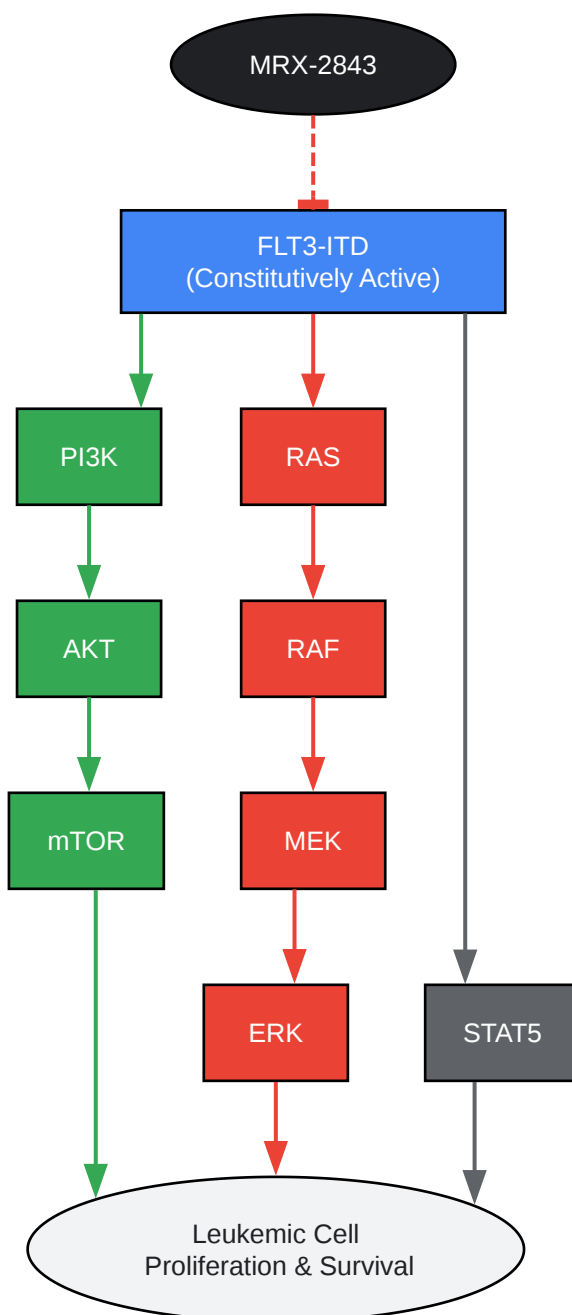 MRX-2843
FLT3-ITD
(Constitutively Active)
PI3K
RAS
AKT
RAF
mTOR
MEK
ERK
STAT5
Leukemic Cell
Proliferation & Survival